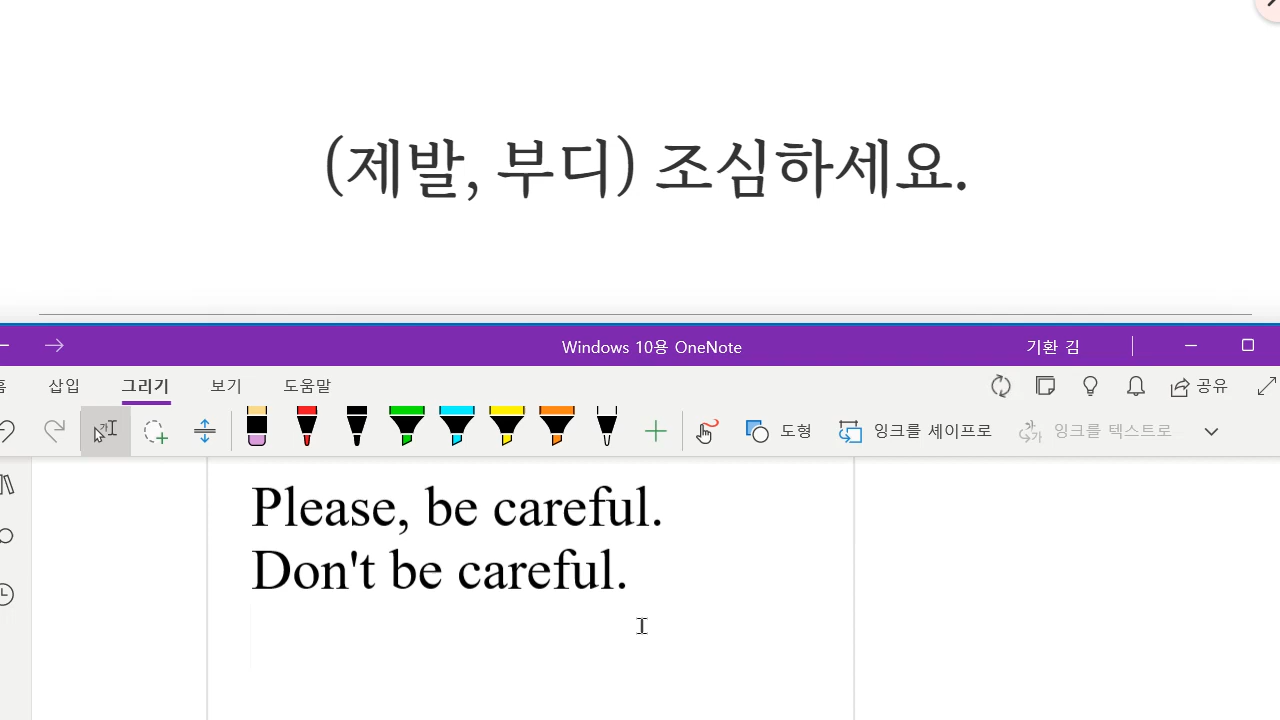 (제발, 부디) 조심하세요.
Windows 10용 OneNote
기환 김
삽입 그리기 보기 도움말
공유
도형 잉크를 셰이프로 잉크를 텍스트로
Please, be careful.
Don't be careful.